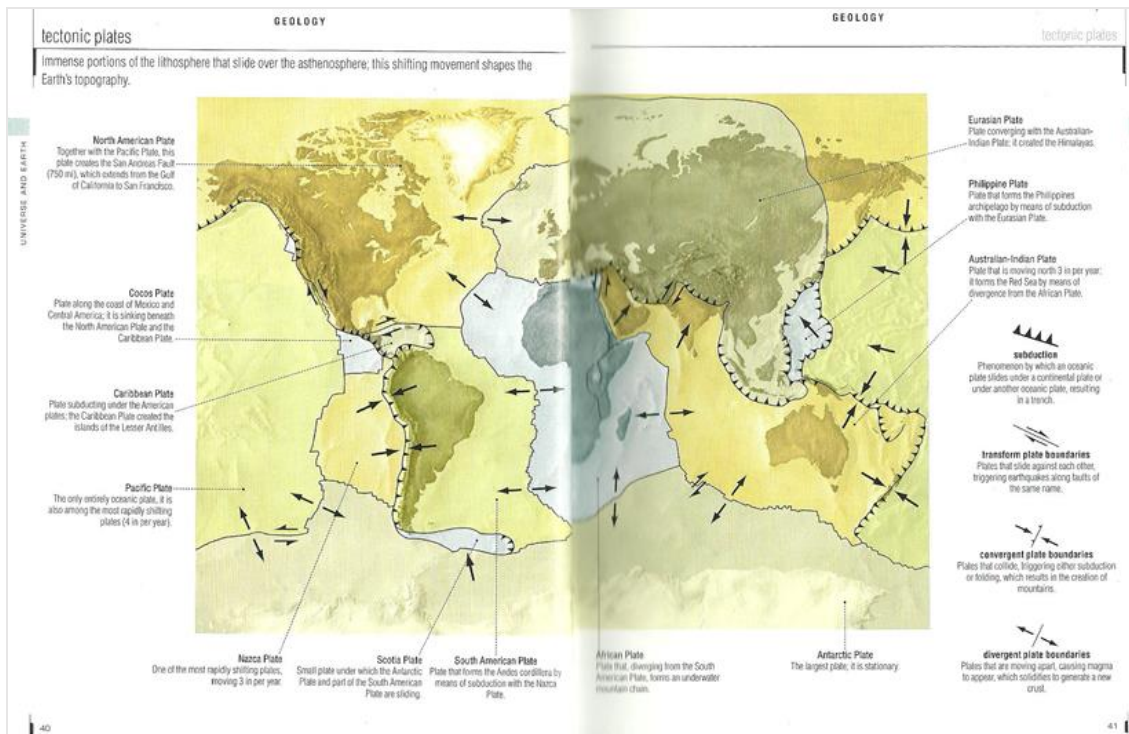 GEOLOGY
tectonic plates
Immense portions of the lithosphere that slide over the asthenosphere; this shifting movement shapes the
Earth's topography.
UNIVERSE AND EARTH
North American Plate
Together with the Pacific Plate, this
plate creates the San Andreas Fault
(750 mi), which extends from the Gulf
of California to San Francisco.
Cocos Plate
Plate along the coast of Mexico and
Central America; it is sinking beneath
the North American Plate and the
Caribbean Plate.
Caribbean Plate
Plate subducting under the American
plates; the Caribbean Plate created the
islands of the Lesser Antilles.
Pacific Plate
The only entirely oceanic plate, it is
also among the most rapidly shifting
plates (4 in per year).
Nazca Plate
One of the most rapidly shifting plates,
moving 3 in per year.
Scotia Plate
Small plate under which the Antarctic
Plate and part of the South American
Plate are sliding.
South American Plate
Plate that forms the Andes cordillera by
means of subduction with the Nazca
Plate.
40
GEOLOGY
tectonic plates
Eurasian Plate
Plate converging with the Australian-
Indian Plate; it created the Himalayas.
Philippine Plate
Plate that forms the Philippines
archipelago by means of subduction
with the Eurasian Plate.
Australian-Indian Plate
Plate that is moving north 3 in per year;
it forms the Red Sea by means of
divergence from the African Plate.
subduction
Phenomenon by which an oceanic
plate slides under a continental plate or
under another oceanic plate, resulting
in a trench.
transform plate boundaries
Plates that slide against each other,
triggering earthquakes along faults of
the same name.
convergent plate boundaries
Plates that collide, triggering either subduction
or folding, which results in the creation of
mountains.
divergent plate boundaries
Plates that are moving apart, causing magma
to appear, which solidifies to generate a new
crust.
African Plate
Plate that, diverging from the South
American Plate, forms an underwater
mountain chain.
Antarctic Plate
The largest plate; it is stationary.
41